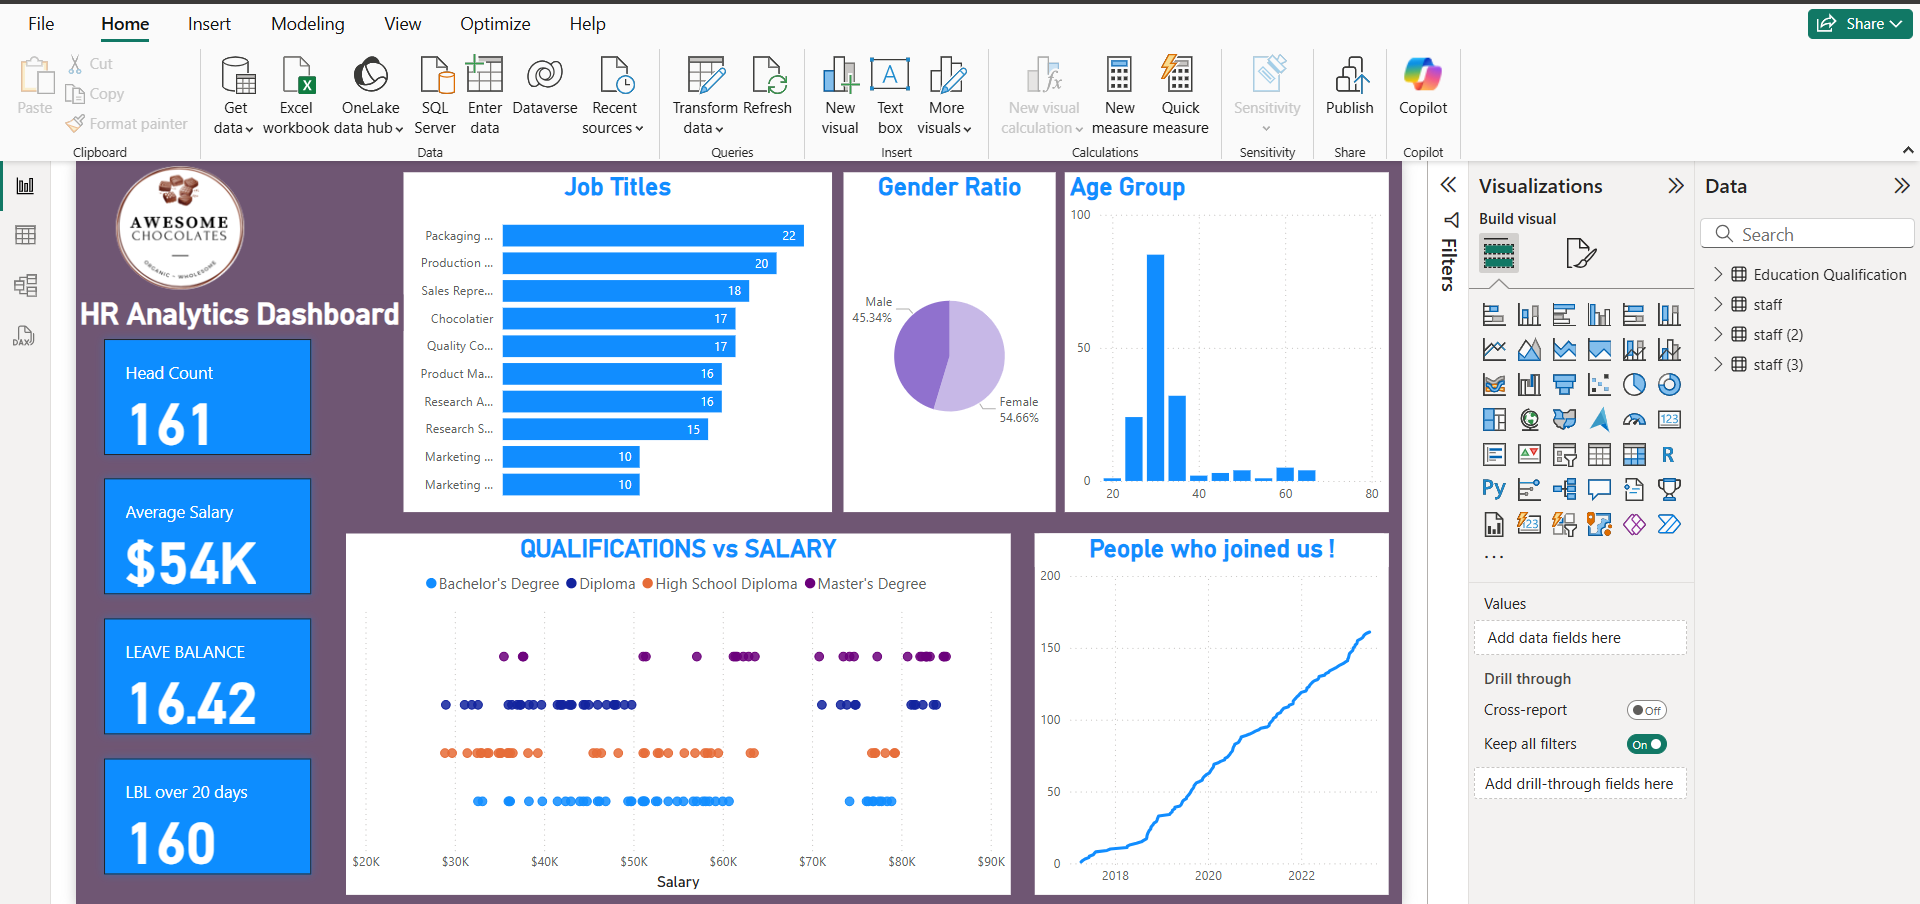 File Home Insert Modeling View Optimize Help
Share
Paste
Cut
Copy
Format painter
Clipboard
Get data
Excel workbook
OneLake data hub
SQL Server
Enter data
Dataverse
Recent sources
Data
Transform data
Refresh
Queries
New visual
Text box
More visuals
Insert
New visual calculation
New measure
Quick measure
Calculations
Sensitivity
Sensitivity
Publish
Share
Copilot
Copilot
DAX
AWESOME
CHOCOLATES
ORGANIC - WHOLESOME
HR Analytics Dashboard
Head Count
161
Average Salary
$54K
LEAVE BALANCE
16.42
LBL over 20 days
160
Job Titles
Packaging ... 22
Production ... 20
Sales Repre... 18
Chocolatier 17
Quality Co... 17
Product Ma... 16
Research A... 16
Research S... 15
Marketing ... 10
Marketing ... 10
Gender Ratio
Male
45.34%
Female
54.66%
Age Group
100
50
0
20 40 60 80
QUALIFICATIONS vs SALARY
Bachelor's Degree Diploma High School Diploma Master's Degree
$20K $30K $40K $50K $60K $70K $80K $90K
Salary
People who joined us !
200
150
100
50
0
2018 2020 2022
Filters
Visualizations
Build visual
123
R
Py
123
...
Values
Add data fields here
Drill through
Cross-report Off
Keep all filters On
Add drill-through fields here
Data
Search
Education Qualification
staff
staff (2)
staff (3)